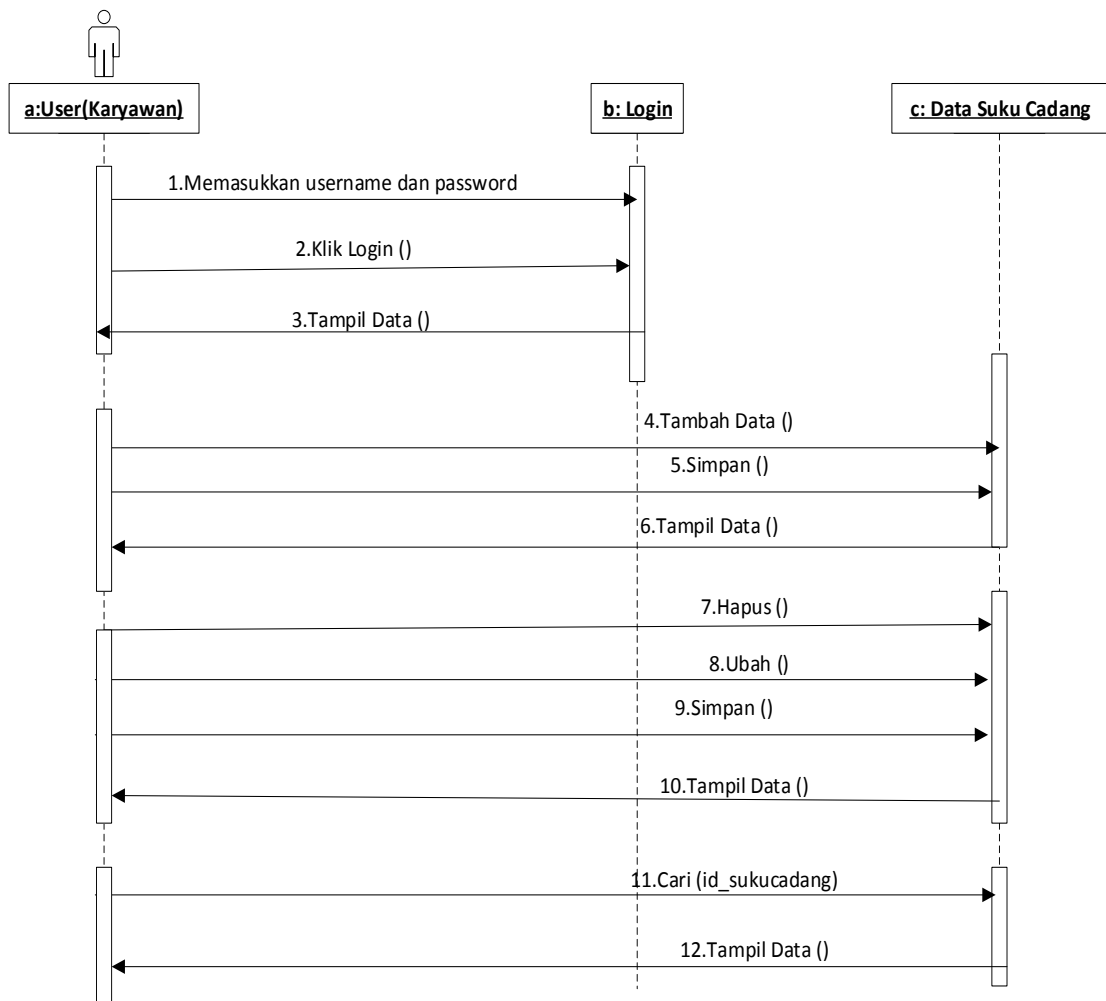 a:User(Karyawan)
b: Login
c: Data Suku Cadang
1.Memasukkan username dan password
2.Klik Login ()
3.Tampil Data ()
4.Tambah Data ()
5.Simpan ()
6.Tampil Data ()
7.Hapus ()
8.Ubah ()
9.Simpan ()
10.Tampil Data ()
11.Cari (id_sukucadang)
12.Tampil Data ()